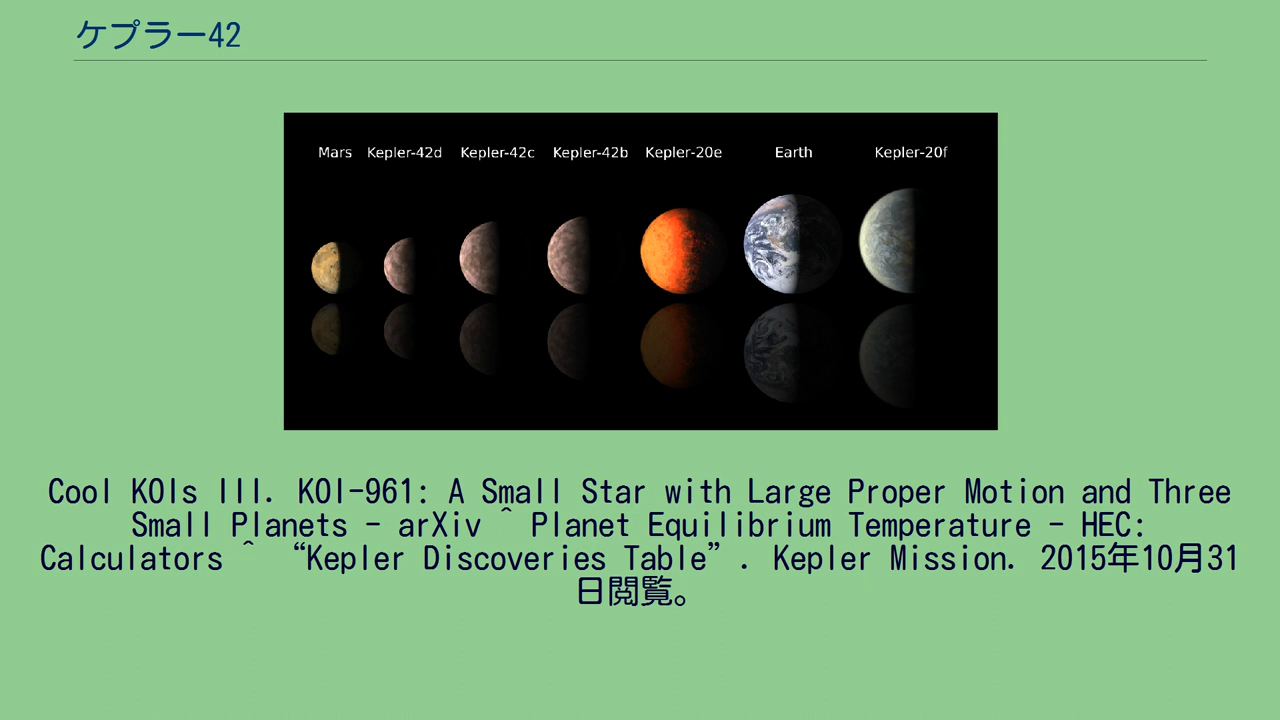 ケプラー42
Mars Kepler-42d Kepler-42c Kepler-42b Kepler-20e Earth Kepler-20f
Cool KOIs III. KOI-961: A Small Star with Large Proper Motion and Three
Small Planets - arXiv ^ Planet Equilibrium Temperature - HEC:
Calculators ^ “Kepler Discoveries Table”. Kepler Mission. 2015年10月31
日閲覧。